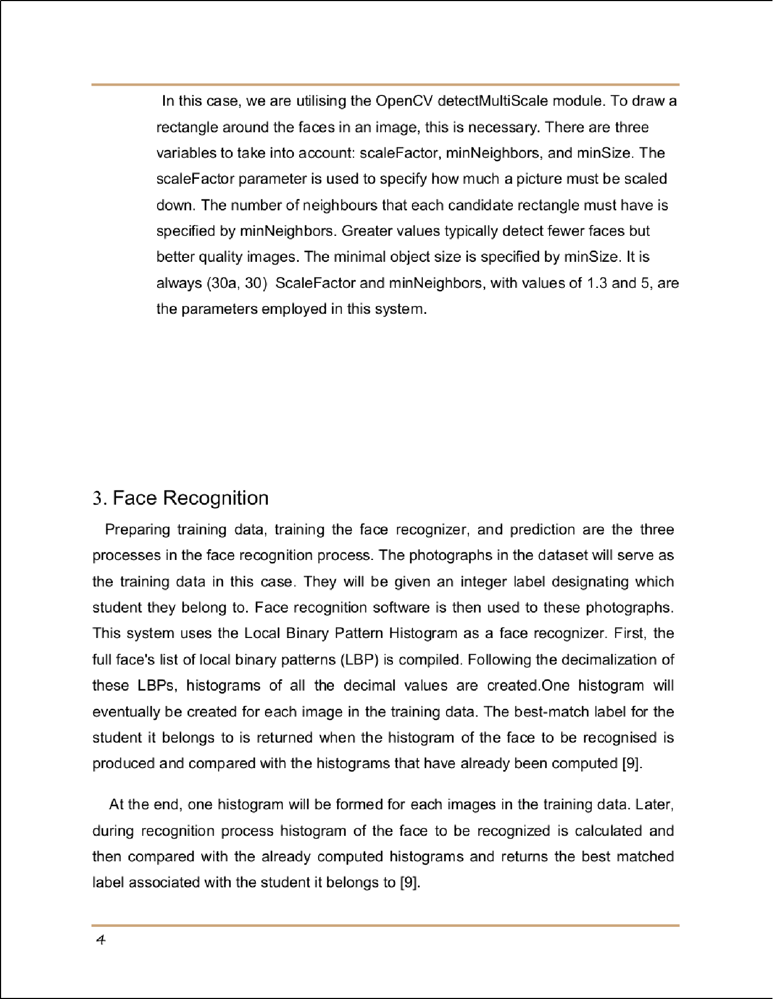 In this case, we are utilising the OpenCV detectMultiScale module. To draw a
rectangle around the faces in an image, this is necessary. There are three
variables to take into account: scaleFactor, minNeighbors, and minSize. The
scaleFactor parameter is used to specify how much a picture must be scaled
down. The number of neighbours that each candidate rectangle must have is
specified by minNeighbors. Greater values typically detect fewer faces but
better quality images. The minimal object size is specified by minSize. It is
always (30a, 30)  ScaleFactor and minNeighbors, with values of 1.3 and 5, are
the parameters employed in this system.
3. Face Recognition
Preparing training data, training the face recognizer, and prediction are the three
processes in the face recognition process. The photographs in the dataset will serve as
the training data in this case. They will be given an integer label designating which
student they belong to. Face recognition software is then used to these photographs.
This system uses the Local Binary Pattern Histogram as a face recognizer. First, the
full face's list of local binary patterns (LBP) is compiled. Following the decimalization of
these LBPs, histograms of all the decimal values are created.One histogram will
eventually be created for each image in the training data. The best-match label for the
student it belongs to is returned when the histogram of the face to be recognised is
produced and compared with the histograms that have already been computed [9].
At the end, one histogram will be formed for each images in the training data. Later,
during recognition process histogram of the face to be recognized is calculated and
then compared with the already computed histograms and returns the best matched
label associated with the student it belongs to [9].
4